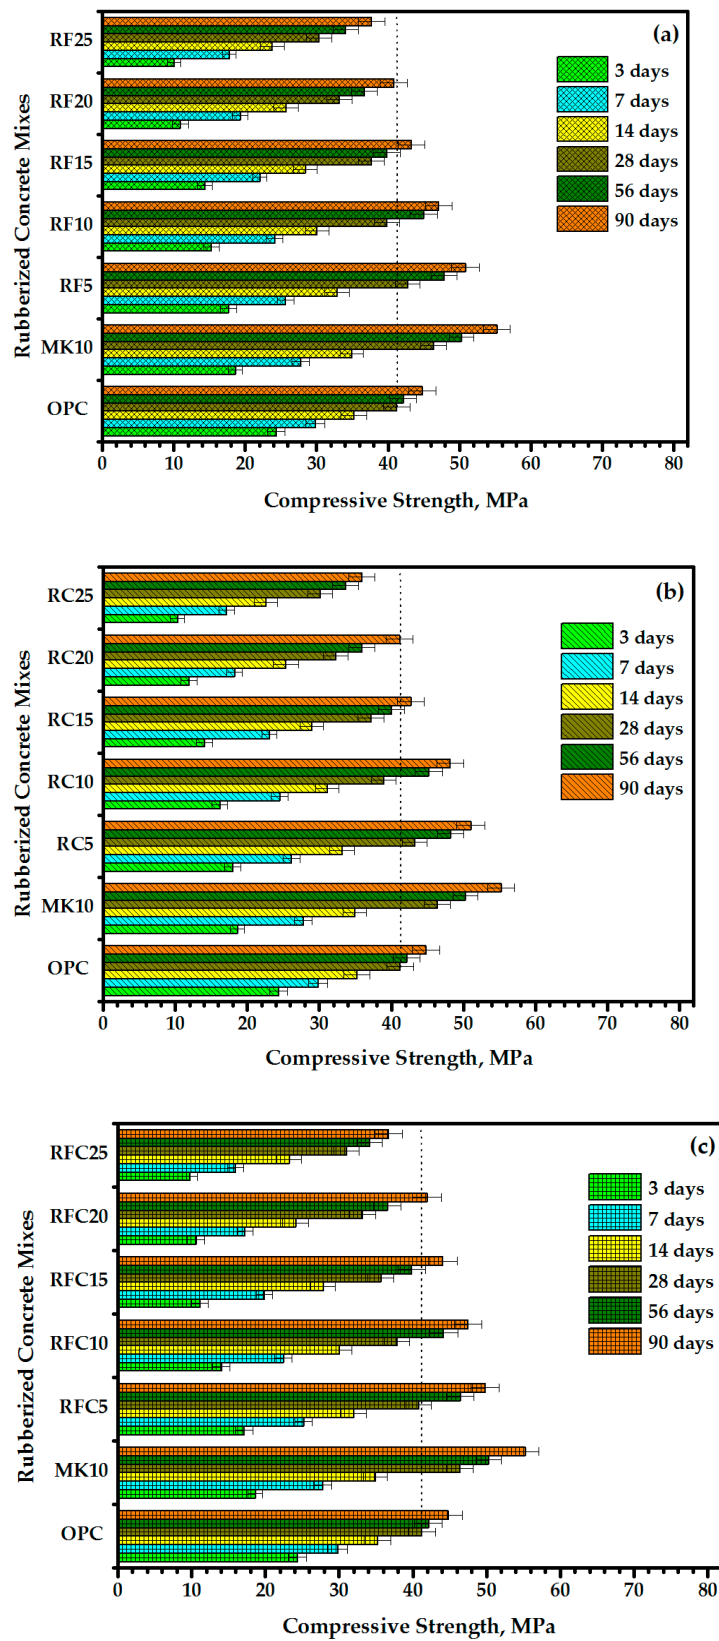 (a)
RF25
RF20
RF15
RF10
RF5
MK10
OPC
Rubberized Concrete Mixes
3 days
7 days
14 days
28 days
56 days
90 days
0 10 20 30 40 50 60 70 80
Compressive Strength, MPa
(b)
RC25
RC20
RC15
RC10
RC5
MK10
OPC
Rubberized Concrete Mixes
3 days
7 days
14 days
28 days
56 days
90 days
0 10 20 30 40 50 60 70 80
Compressive Strength, MPa
(c)
RFC25
RFC20
RFC15
RFC10
RFC5
MK10
OPC
Rubberized Concrete Mixes
3 days
7 days
14 days
28 days
56 days
90 days
0 10 20 30 40 50 60 70 80
Compressive Strength, MPa